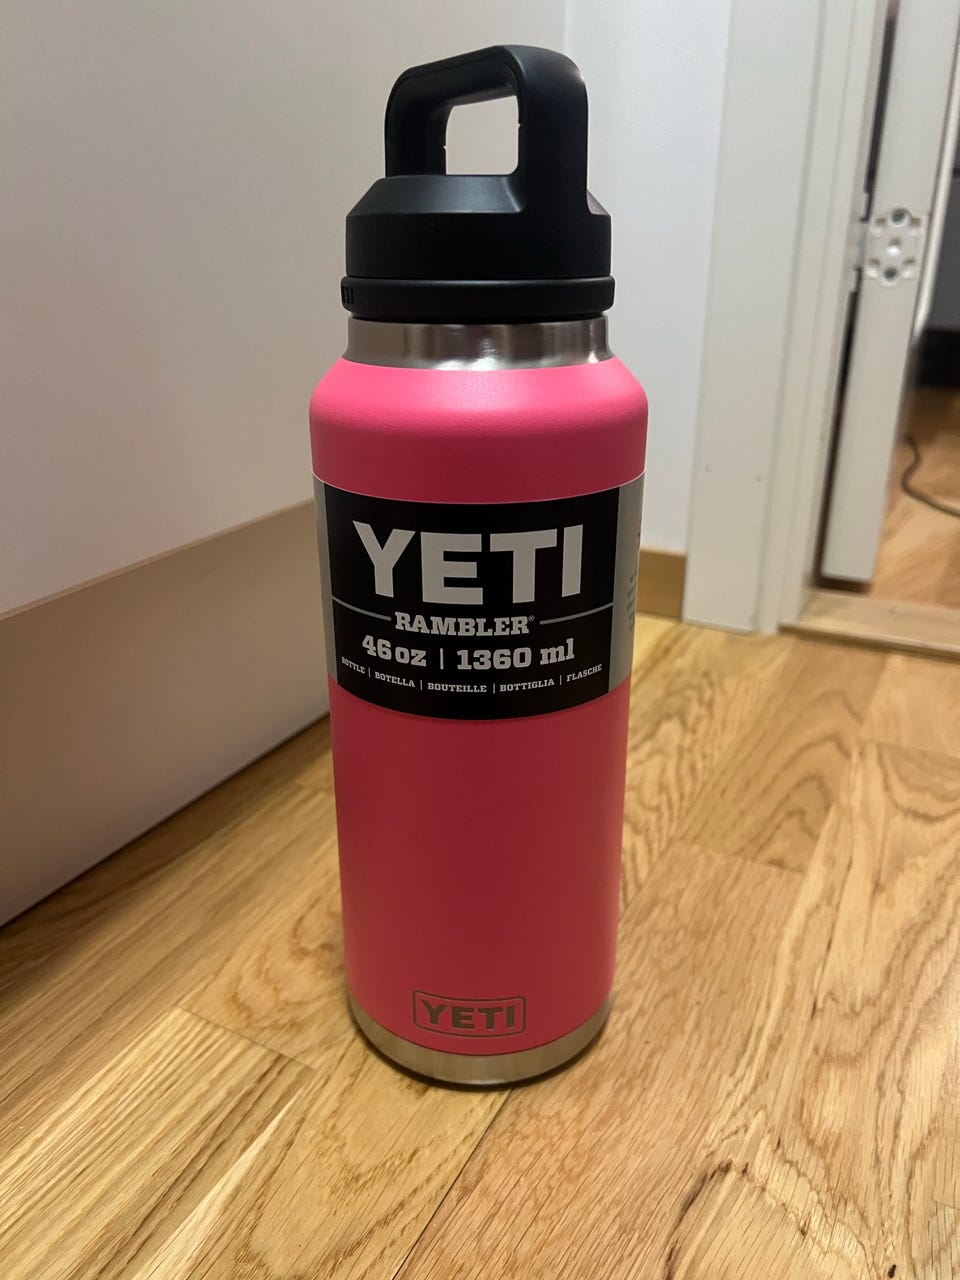 YETI
RAMBLER®
46 oz | 1360 ml
BOTTLE | BOTELLA | BOUTEILLE | BOTTIGLIA | FLASCHE
YETI